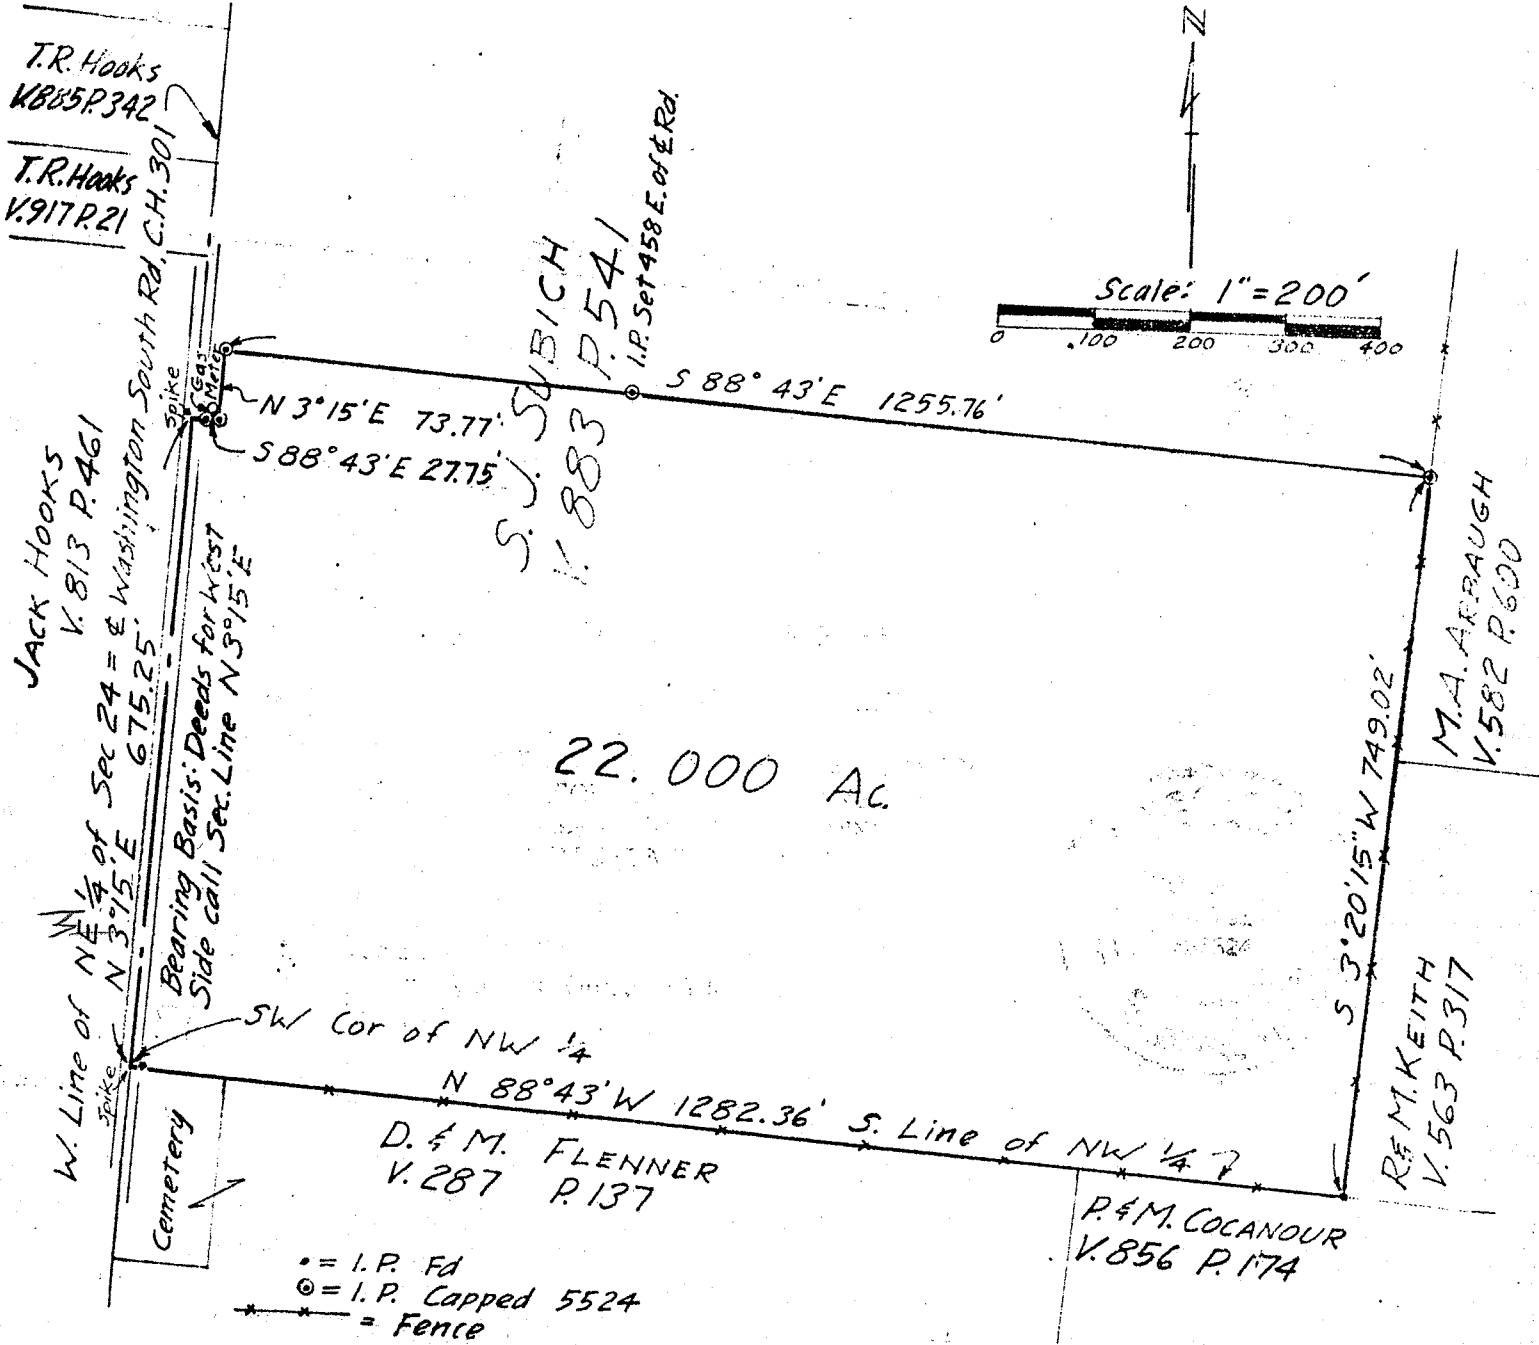 T.R. Hooks
V.885 P.342
T.R. Hooks
V.917 P.21
N
I.P. Set 458 E. of ℄ Rd.
S. J. SUBICH
V. 883 P. 541
Scale: 1" = 200'
0 100 200 300 400
S 88° 43' E 1255.76'
Spike
Gas
Meter
N 3° 15' E 73.77'
S 88° 43' E 27.75'
JACK HOOKS
V. 813 P. 461
W. Line of NE 1/4 of Sec 24 = ℄ Washington South Rd. C.H. 301
N 3° 15' E 675.25'
Bearing Basis: Deeds for West
Side call Sec. Line N 3° 15' E
22.000 Ac.
M.A. ARBAUGH
V. 582 P. 600
S 3° 20' 15" W 749.02'
R & M. KEITH
V. 563 P. 317
SW Cor of NW 1/4
Spike
N 88° 43' W 1282.36' S. Line of NW 1/4
Cemetery
D. & M. FLENNER
V. 287 P. 137
P. & M. COCANOUR
V. 856 P. 174
• = I.P. Fd
⊙ = I.P. Capped 5524
= Fence